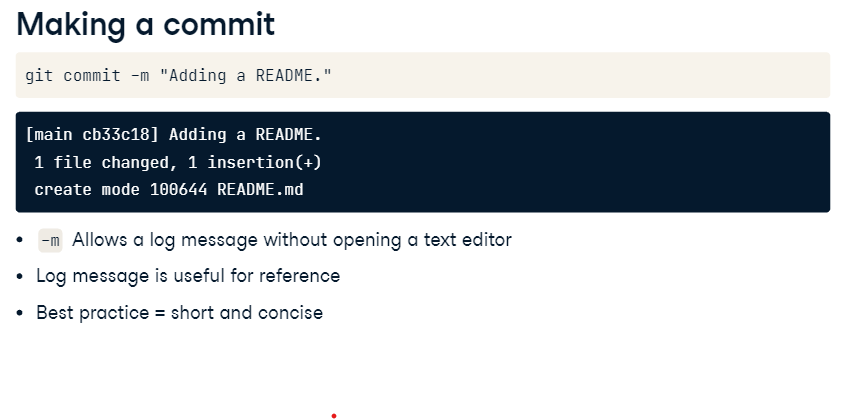 Making a commit
git commit -m "Adding a README."
[main cb33c18] Adding a README.
1 file changed, 1 insertion(+)
create mode 100644 README.md
• -m Allows a log message without opening a text editor
• Log message is useful for reference
• Best practice = short and concise